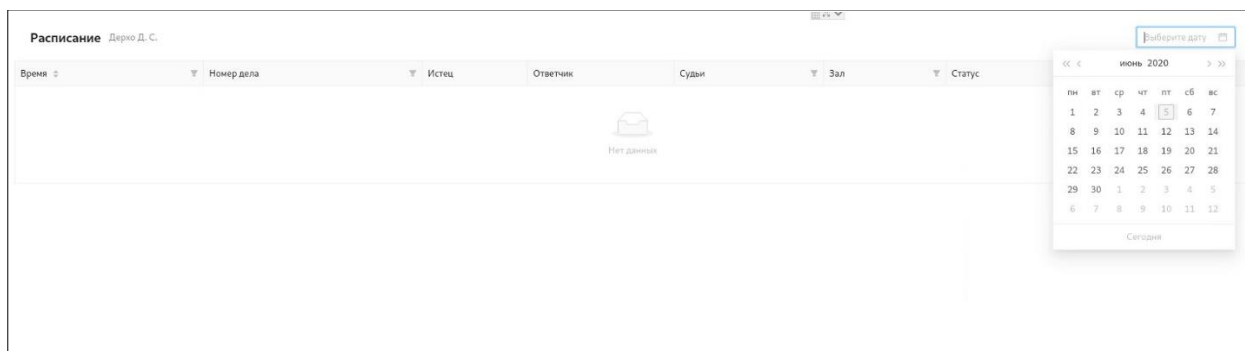 Расписание Дерко Д. С.
Выберите дату
Время Номер дела Истец Ответчик Судьи Зал Статус
Нет данных
июнь 2020
пн вт ср чт пт сб вс
1 2 3 4 5 6 7
8 9 10 11 12 13 14
15 16 17 18 19 20 21
22 23 24 25 26 27 28
29 30 1 2 3 4 5
6 7 8 9 10 11 12
Сегодня